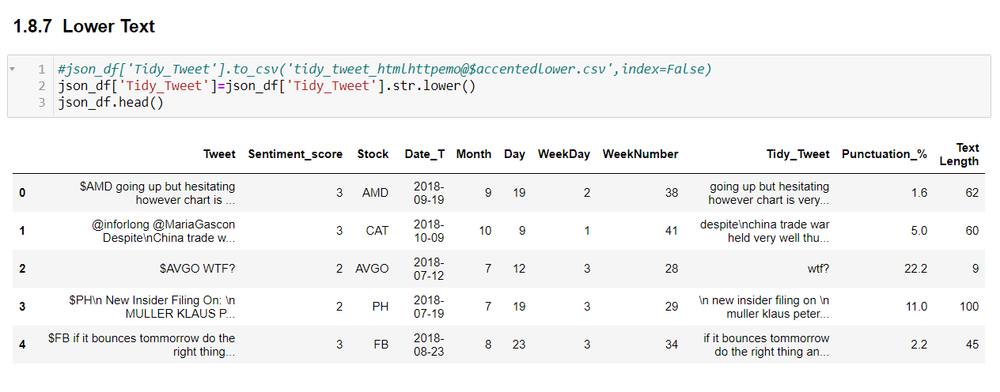 1.8.7 Lower Text
1 #json_df['Tidy_Tweet'].to_csv('tidy_tweet_htmlhttpemo@$accentedlower.csv',index=False)
2 json_df['Tidy_Tweet']=json_df['Tidy_Tweet'].str.lower()
3 json_df.head()
Tweet Sentiment_score Stock Date_T Month Day WeekDay WeekNumber Tidy_Tweet Punctuation_% Text
Length
0 $AMD going up but hesitating 3 AMD 2018- 9 19 2 38 going up but hesitating 1.6 62
however chart is ... 09-19 however chart is very...
1 @inforlong @MariaGascon 3 CAT 2018- 10 9 1 41 despite\nchina trade war 5.0 60
Despite\nChina trade w... 10-09 held very well thu...
2 $AVGO WTF? 2 AVGO 2018- 7 12 3 28 wtf? 22.2 9
07-12
3 $PH\n New Insider Filing On: \n 2 PH 2018- 7 19 3 29 \n new insider filing on \n 11.0 100
MULLER KLAUS P... 07-19 muller klaus peter...
4 $FB if it bounces tommorrow do the 3 FB 2018- 8 23 3 34 if it bounces tommorrow 2.2 45
right thing... 08-23 do the right thing an...